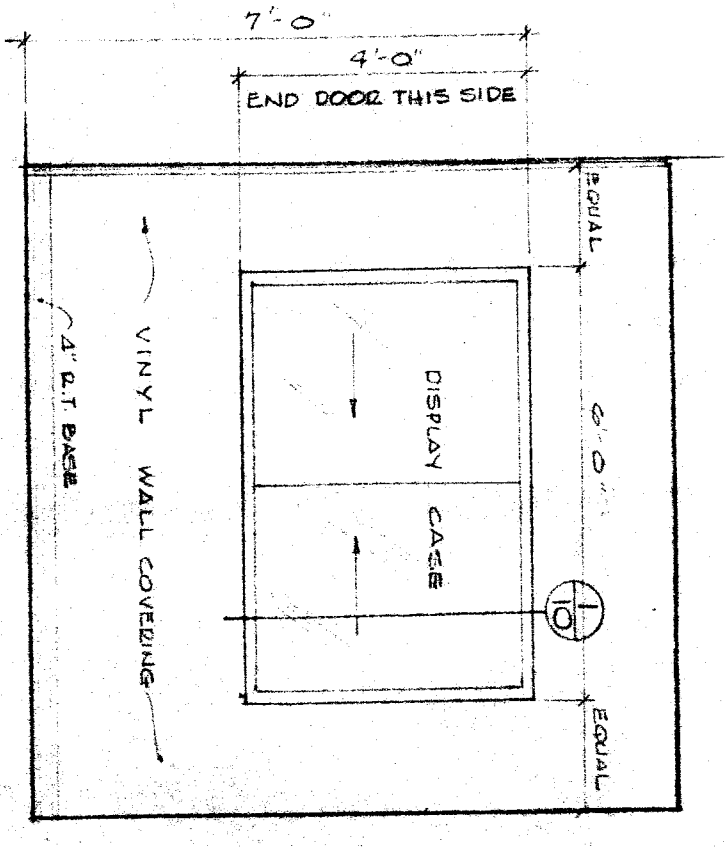 7'-0"
4'-0"
END DOOR THIS SIDE
EQUAL
6'-0"
EQUAL
DISPLAY CASE
1
10
VINYL WALL COVERING
4" R.T. BASE